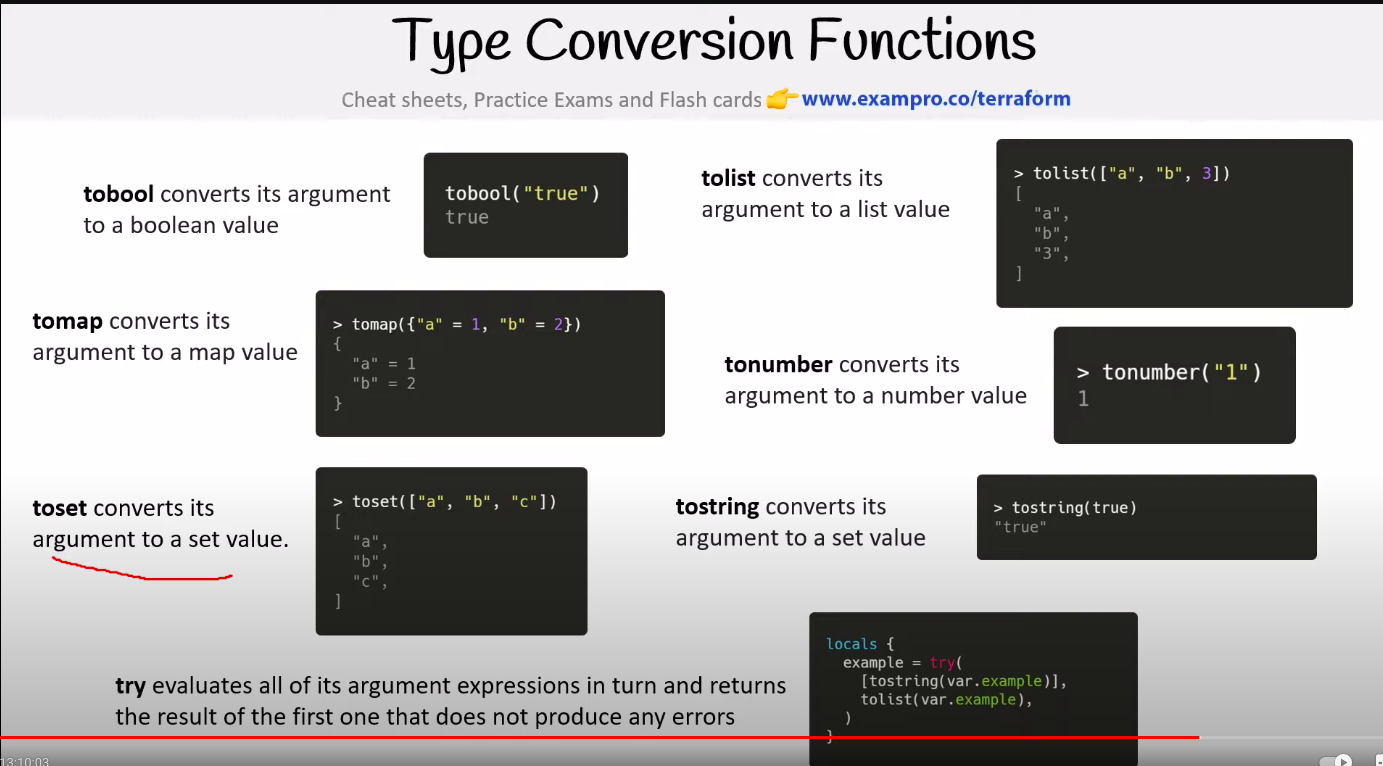 Type Conversion Functions
Cheat sheets, Practice Exams and Flash cards 👉 www.exampro.co/terraform
tobool converts its argument
to a boolean value
tobool("true")
true
tolist converts its
argument to a list value
> tolist(["a", "b", 3])
[
  "a",
  "b",
  "3",
]
tomap converts its
argument to a map value
> tomap({"a" = 1, "b" = 2})
{
  "a" = 1
  "b" = 2
}
tonumber converts its
argument to a number value
> tonumber("1")
1
toset converts its
argument to a set value.
> toset(["a", "b", "c"])
[
  "a",
  "b",
  "c",
]
tostring converts its
argument to a set value
> tostring(true)
"true"
try evaluates all of its argument expressions in turn and returns
the result of the first one that does not produce any errors
locals {
  example = try(
    [tostring(var.example)],
    tolist(var.example),
  )
}
13:10:03